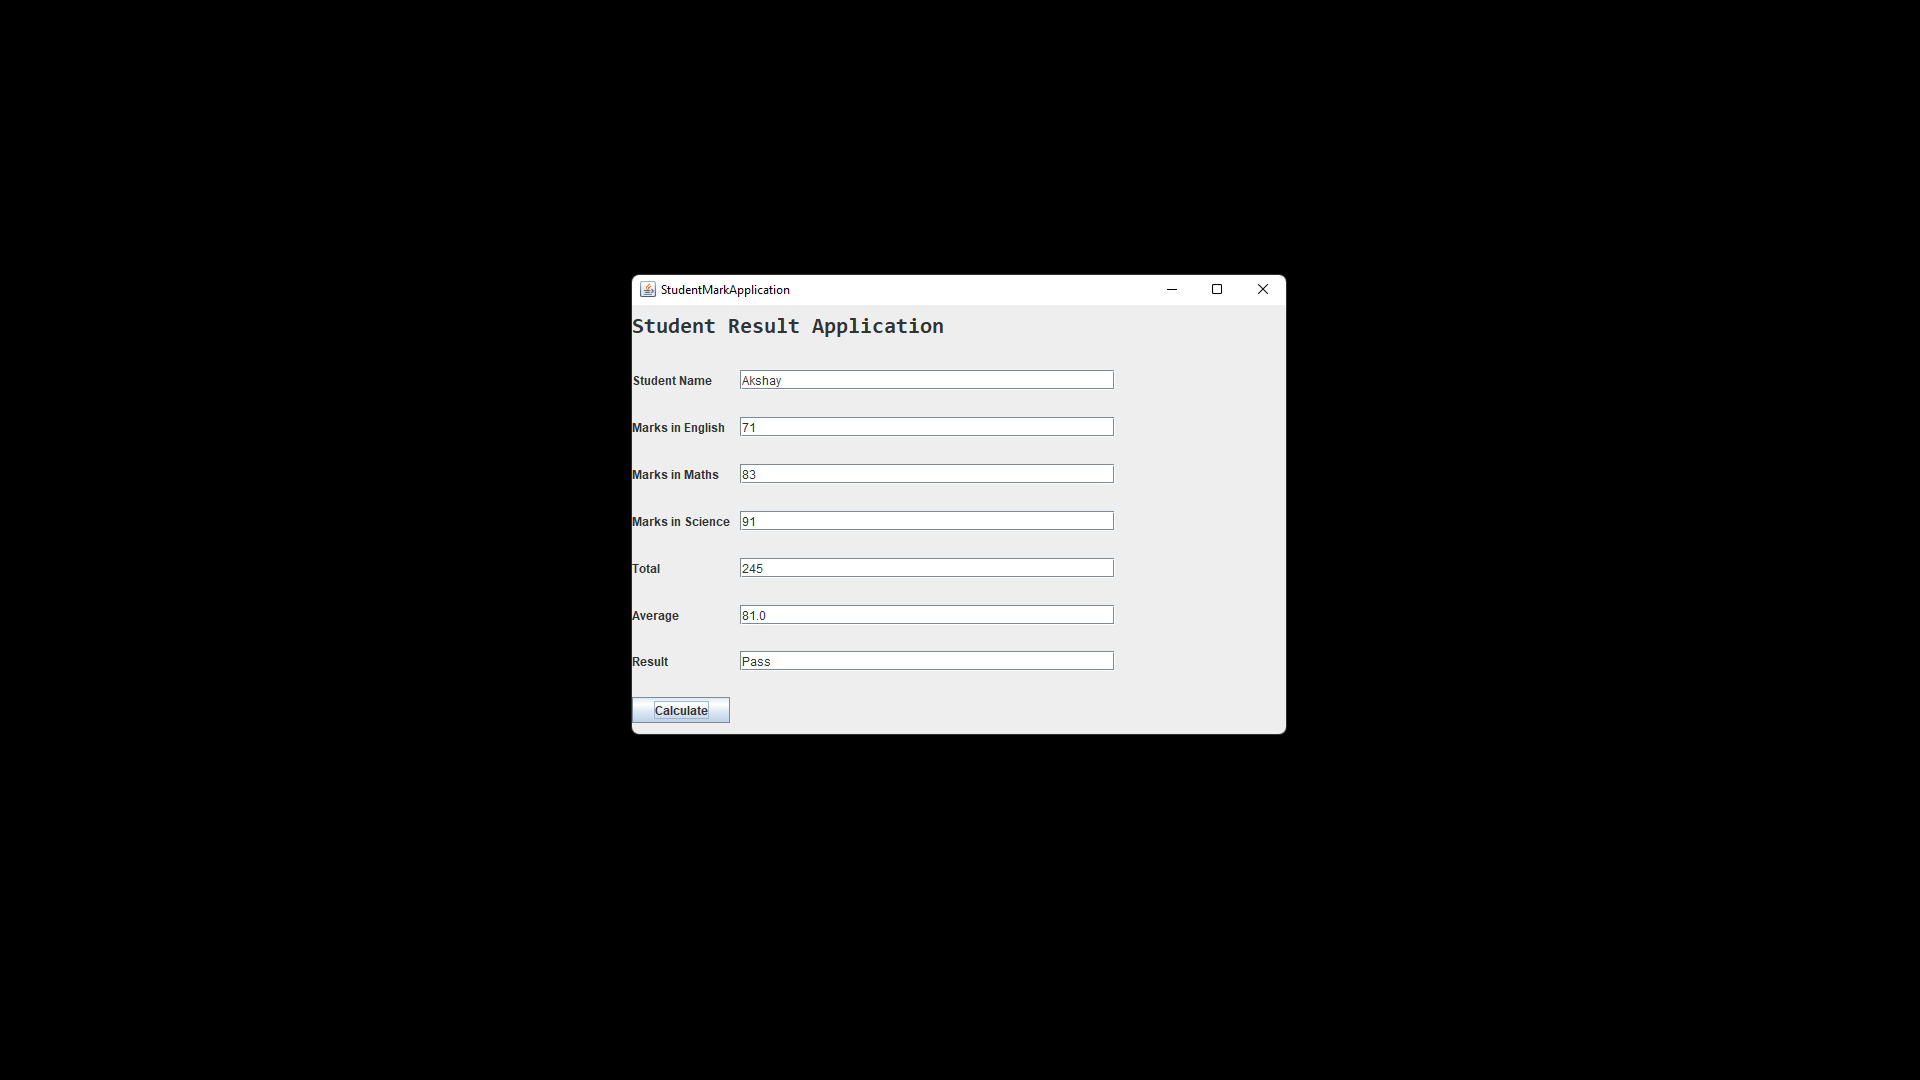 StudentMarkApplication
Student Result Application
Student Name Akshay
Marks in English 71
Marks in Maths 83
Marks in Science 91
Total 245
Average 81.0
Result Pass
Calculate